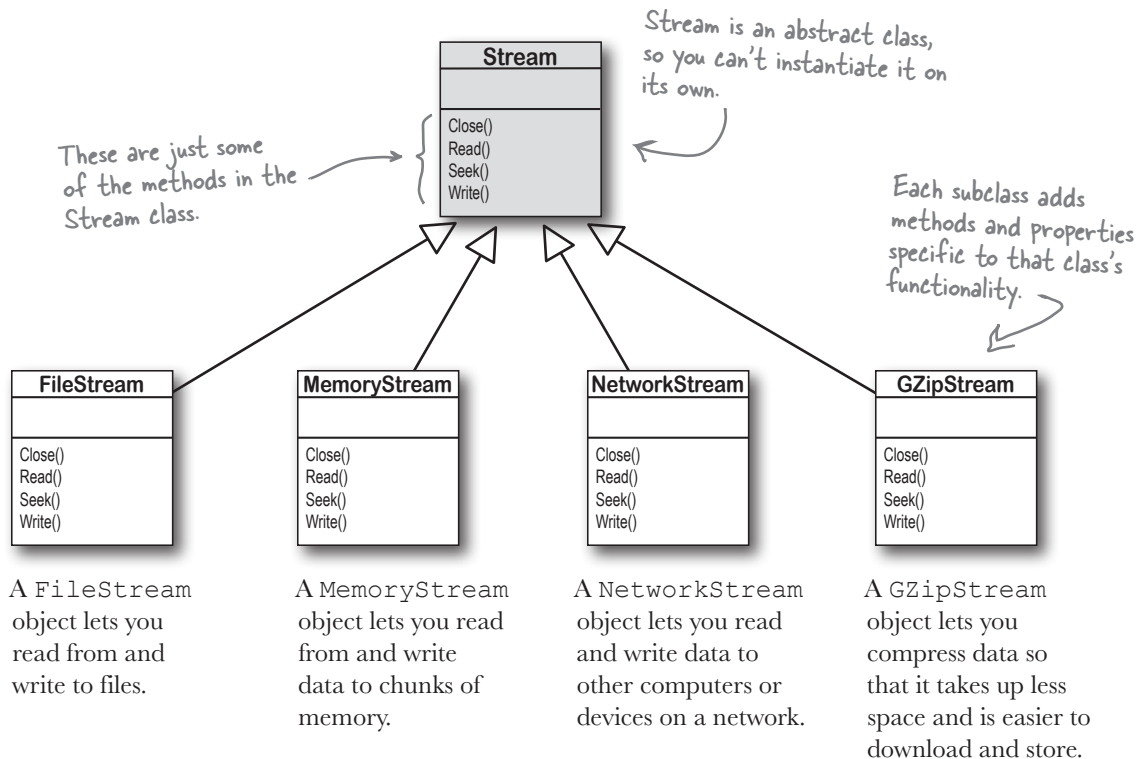 Stream is an abstract class,
so you can't instantiate it on
its own.
Stream
Close()
Read()
Seek()
Write()
These are just some
of the methods in the
Stream class.
Each subclass adds
methods and properties
specific to that class's
functionality.
FileStream
Close()
Read()
Seek()
Write()
MemoryStream
Close()
Read()
Seek()
Write()
NetworkStream
Close()
Read()
Seek()
Write()
GZipStream
Close()
Read()
Seek()
Write()
A FileStream
object lets you
read from and
write to files.
A MemoryStream
object lets you read
from and write
data to chunks of
memory.
A NetworkStream
object lets you read
and write data to
other computers or
devices on a network.
A GZipStream
object lets you
compress data so
that it takes up less
space and is easier to
download and store.